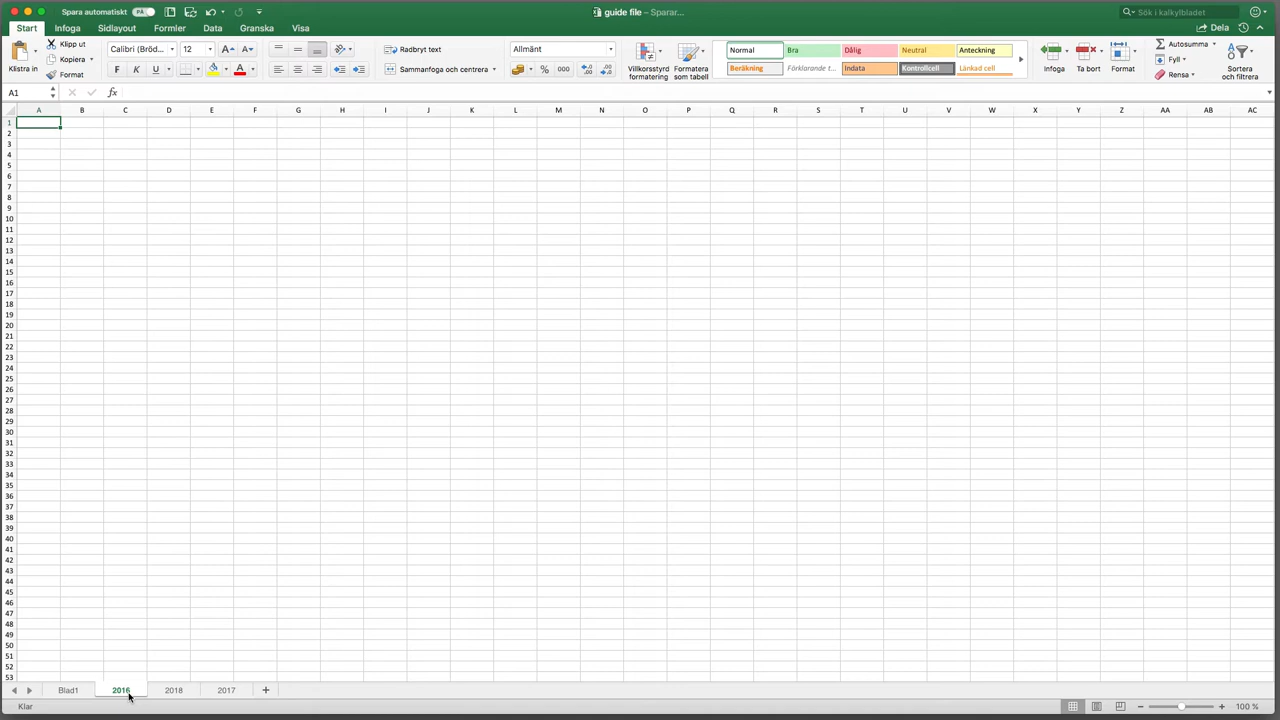 Spara automatiskt PÅ guide file – Sparar... Sök i kalkylbladet
Start Infoga Sidlayout Formler Data Granska Visa Dela
Klistra in Klipp ut Kopiera Format
Calibri (Bröd... 12 A A
F K U A
Radbryt text
Sammanoga och centrera
Allmänt
% 000
Villkorsstyrd formatering Formatera som tabell
Normal Bra Dålig Neutral Anteckning
Beräkning Förklarande t... Indata Kontrollcell Länkad cell
Infoga Ta bort Format
Autosumma
Fyll
Rensa
Sortera och filtrera
A1 fx
A B C D E F G H I J K L M N O P Q R S T U V W X Y Z AA AB AC
1
2
3
4
5
6
7
8
9
10
11
12
13
14
15
16
17
18
19
20
21
22
23
24
25
26
27
28
29
30
31
32
33
34
35
36
37
38
39
40
41
42
43
44
45
46
47
48
49
50
51
52
53
Blad1 2016 2018 2017 +
Klar 100 %